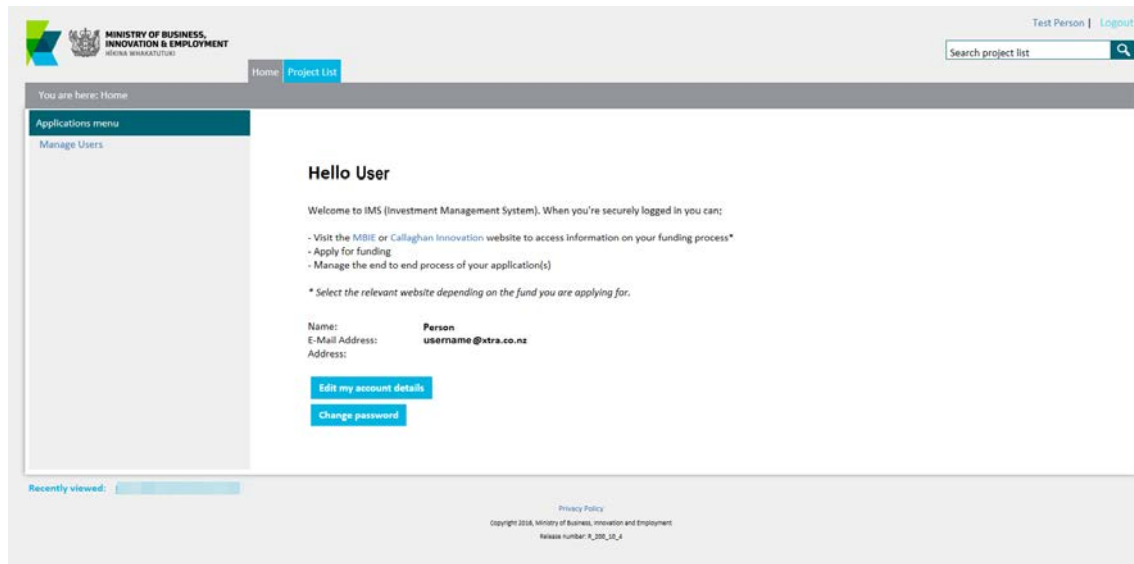 Test Person | Logout
MINISTRY OF BUSINESS,
INNOVATION & EMPLOYMENT
HĪKINA WHAKATUTUKI
Search project list
Home Project List
You are here: Home
Applications menu
Manage Users
Hello User
Welcome to IMS (Investment Management System). When you're securely logged in you can;
- Visit the MBIE or Callaghan Innovation website to access information on your funding process*
- Apply for funding
- Manage the end to end process of your application(s)
* Select the relevant website depending on the fund you are applying for.
Name: Person
E-Mail Address: username@xtra.co.nz
Address:
Edit my account details
Change password
Recently viewed:
Privacy Policy
Copyright 2016, Ministry of Business, Innovation and Employment
Release number: R_200_10_4